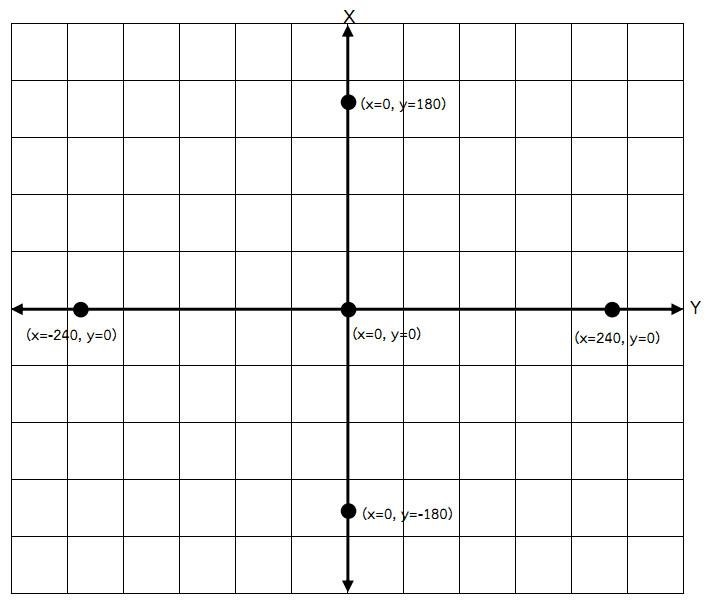 X
(x=0, y=180)
Y
(x=-240, y=0)
(x=0, y=0)
(x=240, y=0)
(x=0, y=-180)